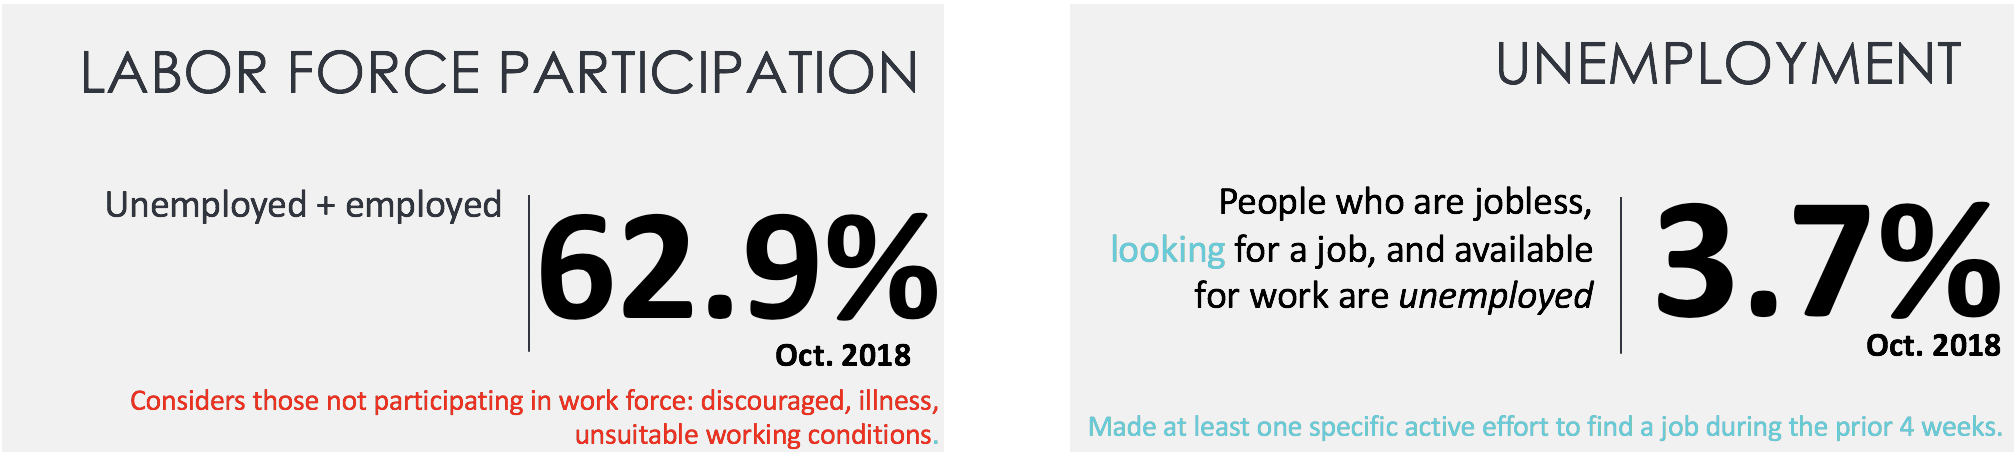 LABOR FORCE PARTICIPATION
Unemployed + employed
62.9%
Oct. 2018
Considers those not participating in work force: discouraged, illness,
unsuitable working conditions.
UNEMPLOYMENT
People who are jobless,
looking for a job, and available
for work are unemployed
3.7%
Oct. 2018
Made at least one specific active effort to find a job during the prior 4 weeks.